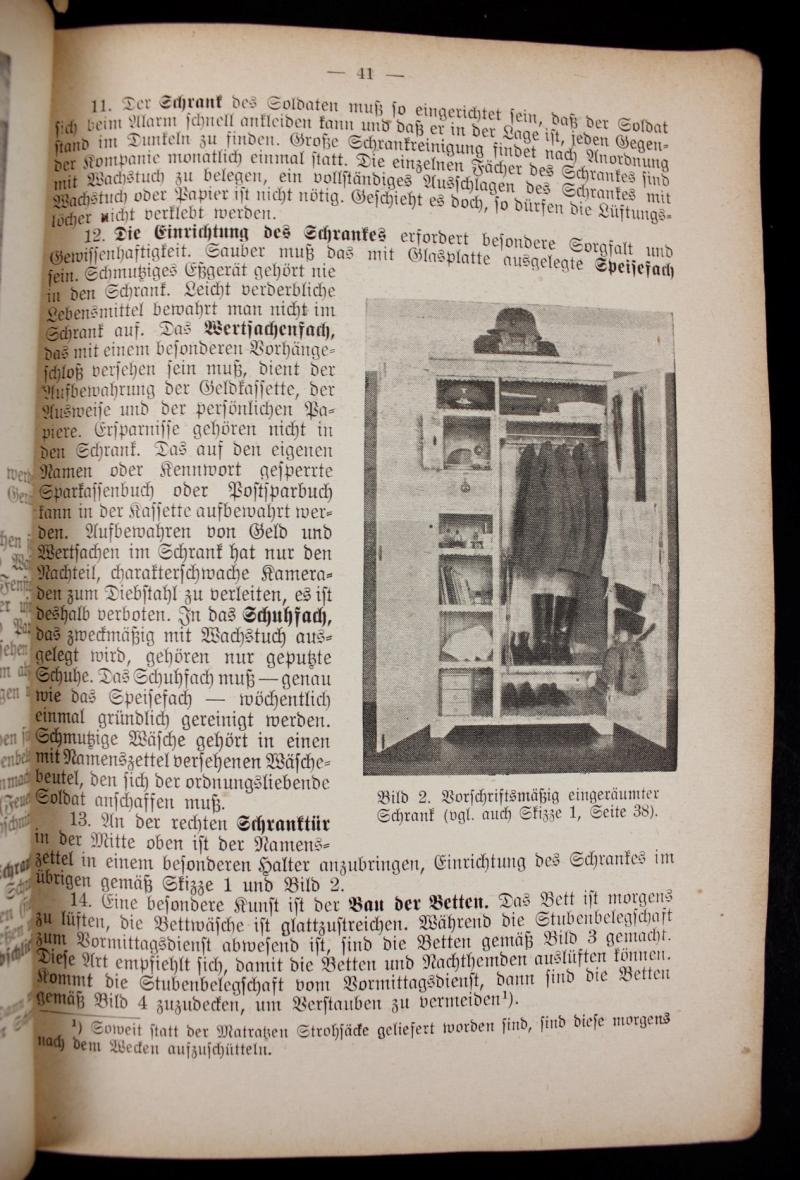 — 41 —
11. Der Schrank des Soldaten muß so eingerichtet sein, daß der Soldat
sich beim Alarm schnell ankleiden kann und daß er in der Lage ist, jeden Gegen=
stand im Dunkeln zu finden. Große Schrankreinigung findet nach Anordnung
der Kompanie monatlich einmal statt. Die einzelnen Fächer des Schrankes sind
mit Wachstuch zu belegen, ein vollständiges Ausschlagen des Schrankes mit
Wachstuch oder Papier ist nicht nötig. Geschieht es doch, so dürfen die Lüftungs=
löcher nicht verklebt werden.
12. Die Einrichtung des Schrankes erfordert besondere Sorgfalt und
Gewissenhaftigkeit. Sauber muß das mit Glasplatte ausgelegte Speisefach
sein. Schmutziges Eßgerät gehört nie
in den Schrank. Leicht verderbliche
Lebensmittel bewahrt man nicht im
Schrank auf. Das Wertsachenfach,
das mit einem besonderen Vorhänge=
schloß versehen sein muß, dient der
Aufbewahrung der Geldkassette, der
Ausweise und der persönlichen Pa=
piere. Ersparnisse gehören nicht in
den Schrank. Das auf den eigenen
Namen oder Kennwort gesperrte
Sparkassenbuch oder Postsparbuch
kann in der Kassette aufbewahrt wer=
den. Aufbewahren von Geld und
Wertsachen im Schrank hat nur den
Nachteil, charakterschwache Kamera=
den zum Diebstahl zu verleiten, es ist
deshalb verboten. In das Schuhfach,
das zweckmäßig mit Wachstuch aus=
gelegt wird, gehören nur geputzte
Schuhe. Das Schuhfach muß — genau
wie das Speisefach — wöchentlich
einmal gründlich gereinigt werden.
Schmutzige Wäsche gehört in einen
mit Namenszettel versehenen Wäsche=
beutel, den sich der ordnungsliebende
Soldat anschaffen muß.
13. An der rechten Schranktür
in der Mitte oben ist der Namens=
zettel in einem besonderen Halter anzubringen, Einrichtung des Schrankes im
übrigen gemäß Skizze 1 und Bild 2.
Bild 2. Vorschriftsmäßig eingeräumter
Schrank (vgl. auch Skizze 1, Seite 38).
14. Eine besondere Kunst ist der Bau der Betten. Das Bett ist morgens
zu lüften, die Bettwäsche ist glattzustreichen. Während die Stubenbelegschaft
zum Vormittagsdienst abwesend ist, sind die Betten gemäß Bild 3 gemacht.
Diese Art empfiehlt sich, damit die Betten und Nachthemden auslüften können.
Kommt die Stubenbelegschaft vom Vormittagsdienst, dann sind die Betten
gemäß Bild 4 zuzudecken, um Verstauben zu vermeiden¹).
¹) Soweit statt der Matratzen Strohsäcke geliefert worden sind, sind diese morgens
nach dem Wecken aufzuschütteln.